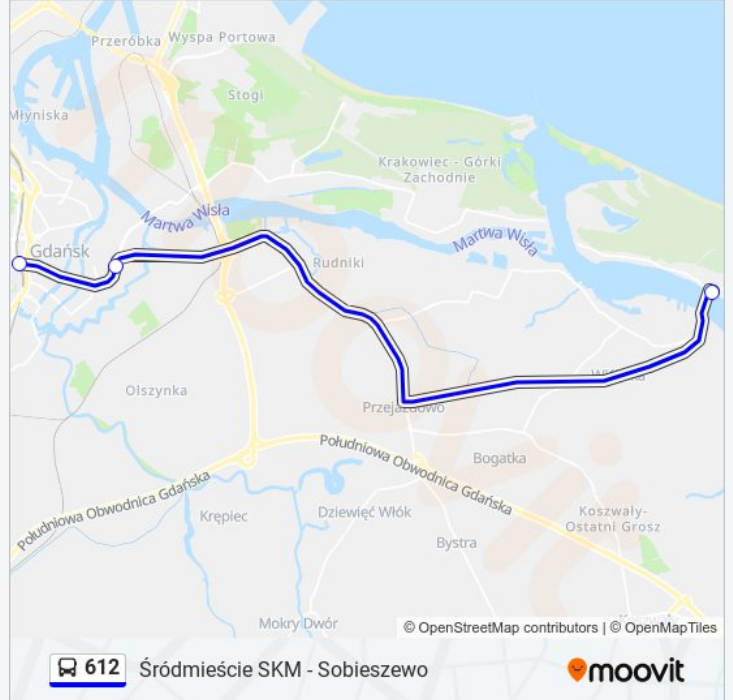 Przeróbka
Wyspa Portowa
Stogi
Młyniska
Krakowiec - Górki
Zachodnie
Martwa Wisła
Gdańsk
Martwa Wisła
Rudniki
Olszynka
Przejazdowo
Południowa Obwodnica Gdańska
Bogatka
Południowa Obwodnica Gdańska
Krępiec
Dziewięć Włók
Koszwały-
Ostatni Grosz
Bystra
Mokry Dwór
© OpenStreetMap contributors | © OpenMapTiles
612
Śródmieście SKM - Sobieszewo
moovit